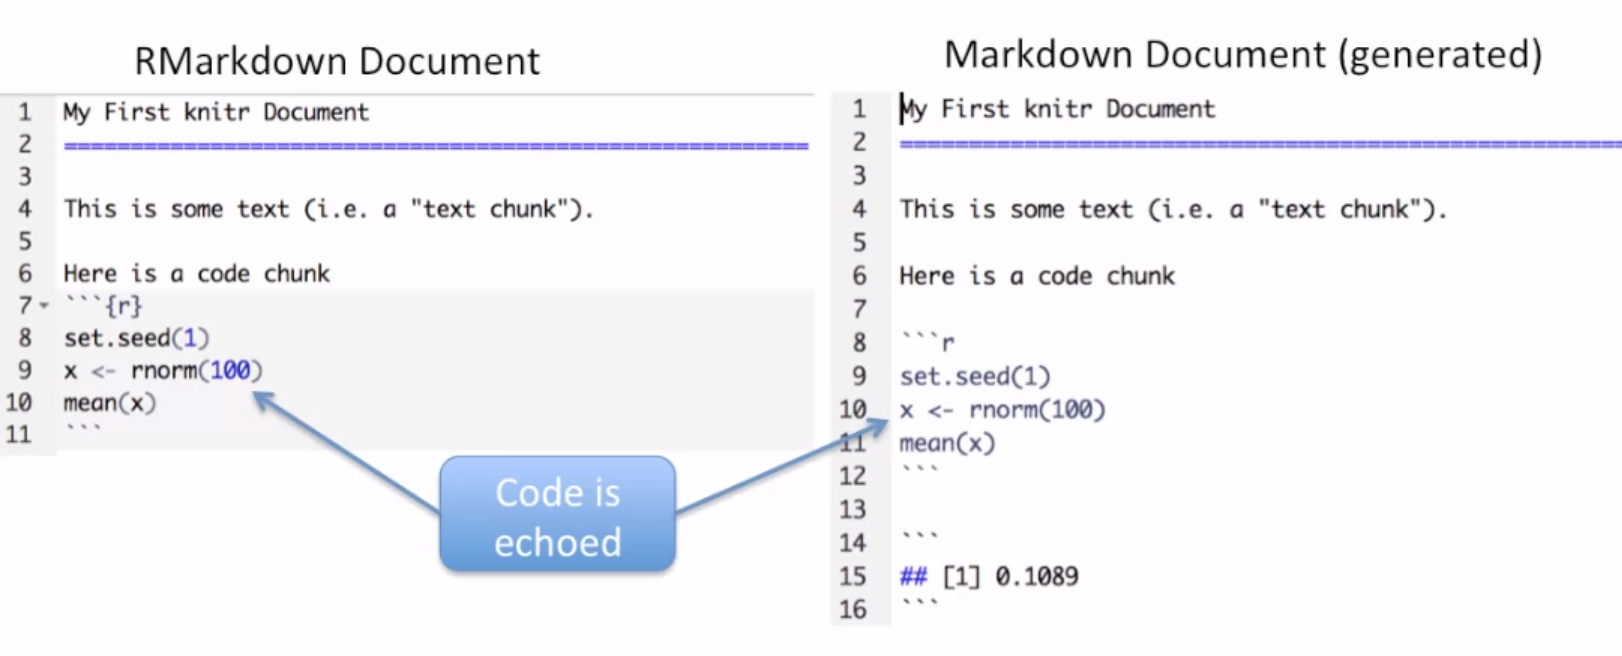 RMarkdown Document
1 My First knitr Document
2 ========================================================
3
4 This is some text (i.e. a "text chunk").
5
6 Here is a code chunk
7 ```{r}
8 set.seed(1)
9 x <- rnorm(100)
10 mean(x)
11 ```
Code is
echoed
Markdown Document (generated)
1 My First knitr Document
2 ========================================================
3
4 This is some text (i.e. a "text chunk").
5
6 Here is a code chunk
7
8 ```r
9 set.seed(1)
10 x <- rnorm(100)
11 mean(x)
12 ```
13
14 ```
15 ## [1] 0.1089
16 ```